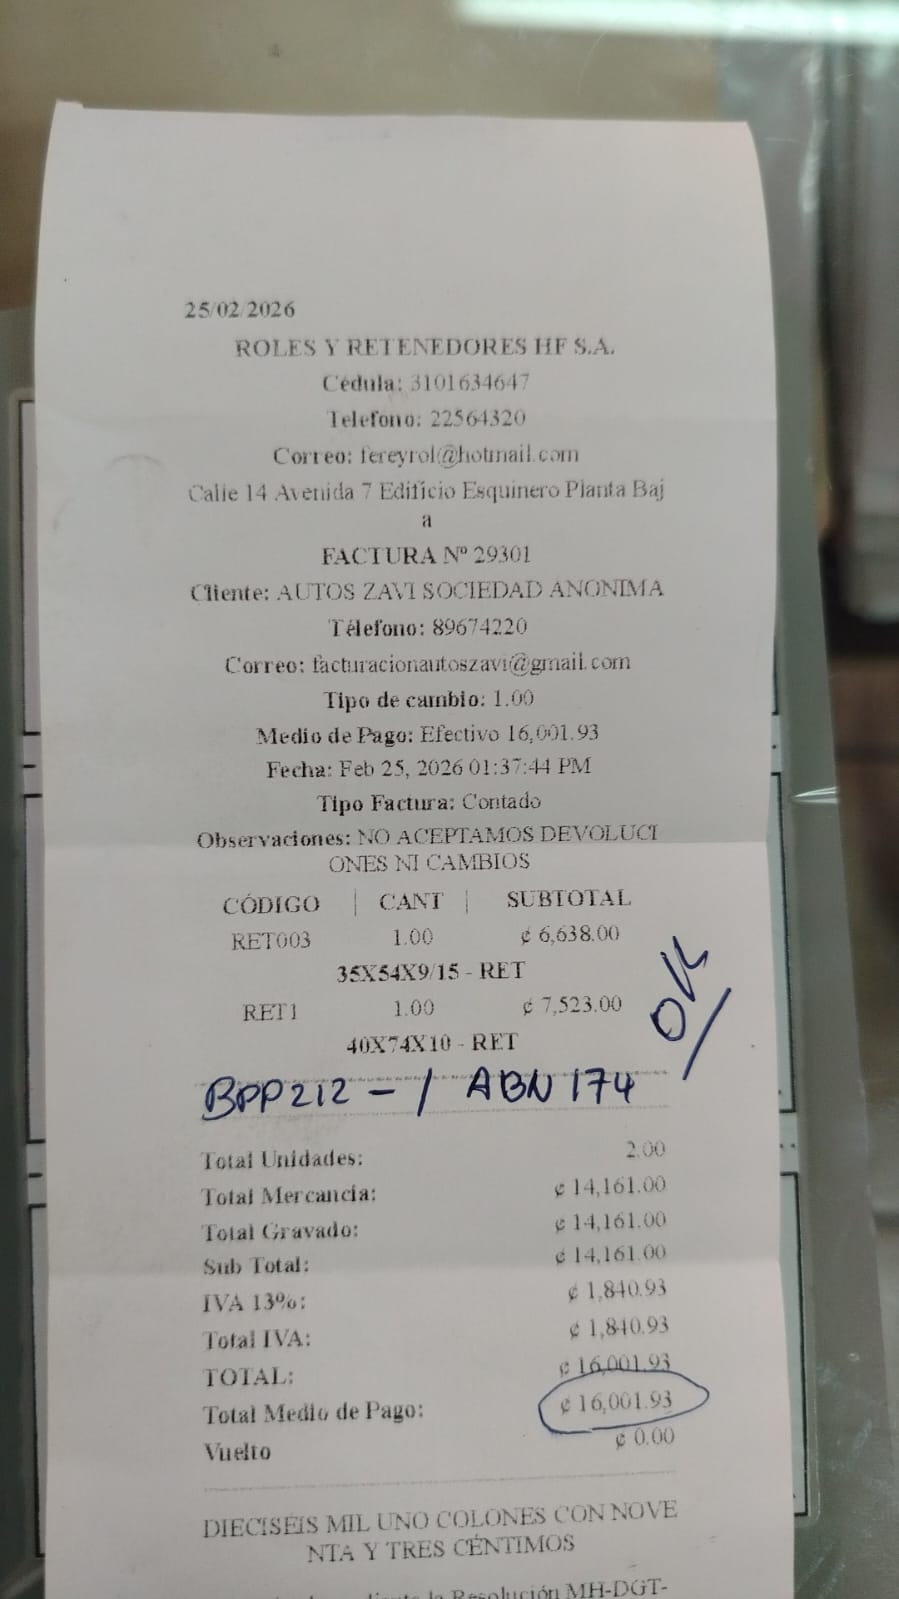 25/02/2026
ROLES Y RETENEDORES HF S.A.
Cédula: 3101634647
Telefono: 22564320
Correo: fereyrol@hotmail.com
Calle 14 Avenida 7 Edificio Esquinero Planta Baj
a
FACTURA Nº 29301
Cliente: AUTOS ZAVI SOCIEDAD ANONIMA
Télefono: 89674220
Correo: facturacionautoszavi@gmail.com
Tipo de cambio: 1.00
Medio de Pago: Efectivo 16,001.93
Fecha: Feb 25, 2026 01:37:44 PM
Tipo Factura: Contado
Observaciones: NO ACEPTAMOS DEVOLUCI
ONES NI CAMBIOS
CÓDIGO | CANT | SUBTOTAL
RET003 1.00 ¢ 6,638.00
35X54X9/15 - RET
RET1 1.00 ¢ 7,523.00
40X74X10 - RET
OK
BPP212 - / ABN 174
Total Unidades: 2.00
Total Mercancia: ¢ 14,161.00
Total Gravado: ¢ 14,161.00
Sub Total: ¢ 14,161.00
IVA 13%: ¢ 1,840.93
Total IVA: ¢ 1,840.93
TOTAL: ¢ 16,001.93
Total Medio de Pago: ¢ 16,001.93
Vuelto ¢ 0.00
DIECISÉIS MIL UNO COLONES CON NOVE
NTA Y TRES CÉNTIMOS
la Resolución MH-DGT-